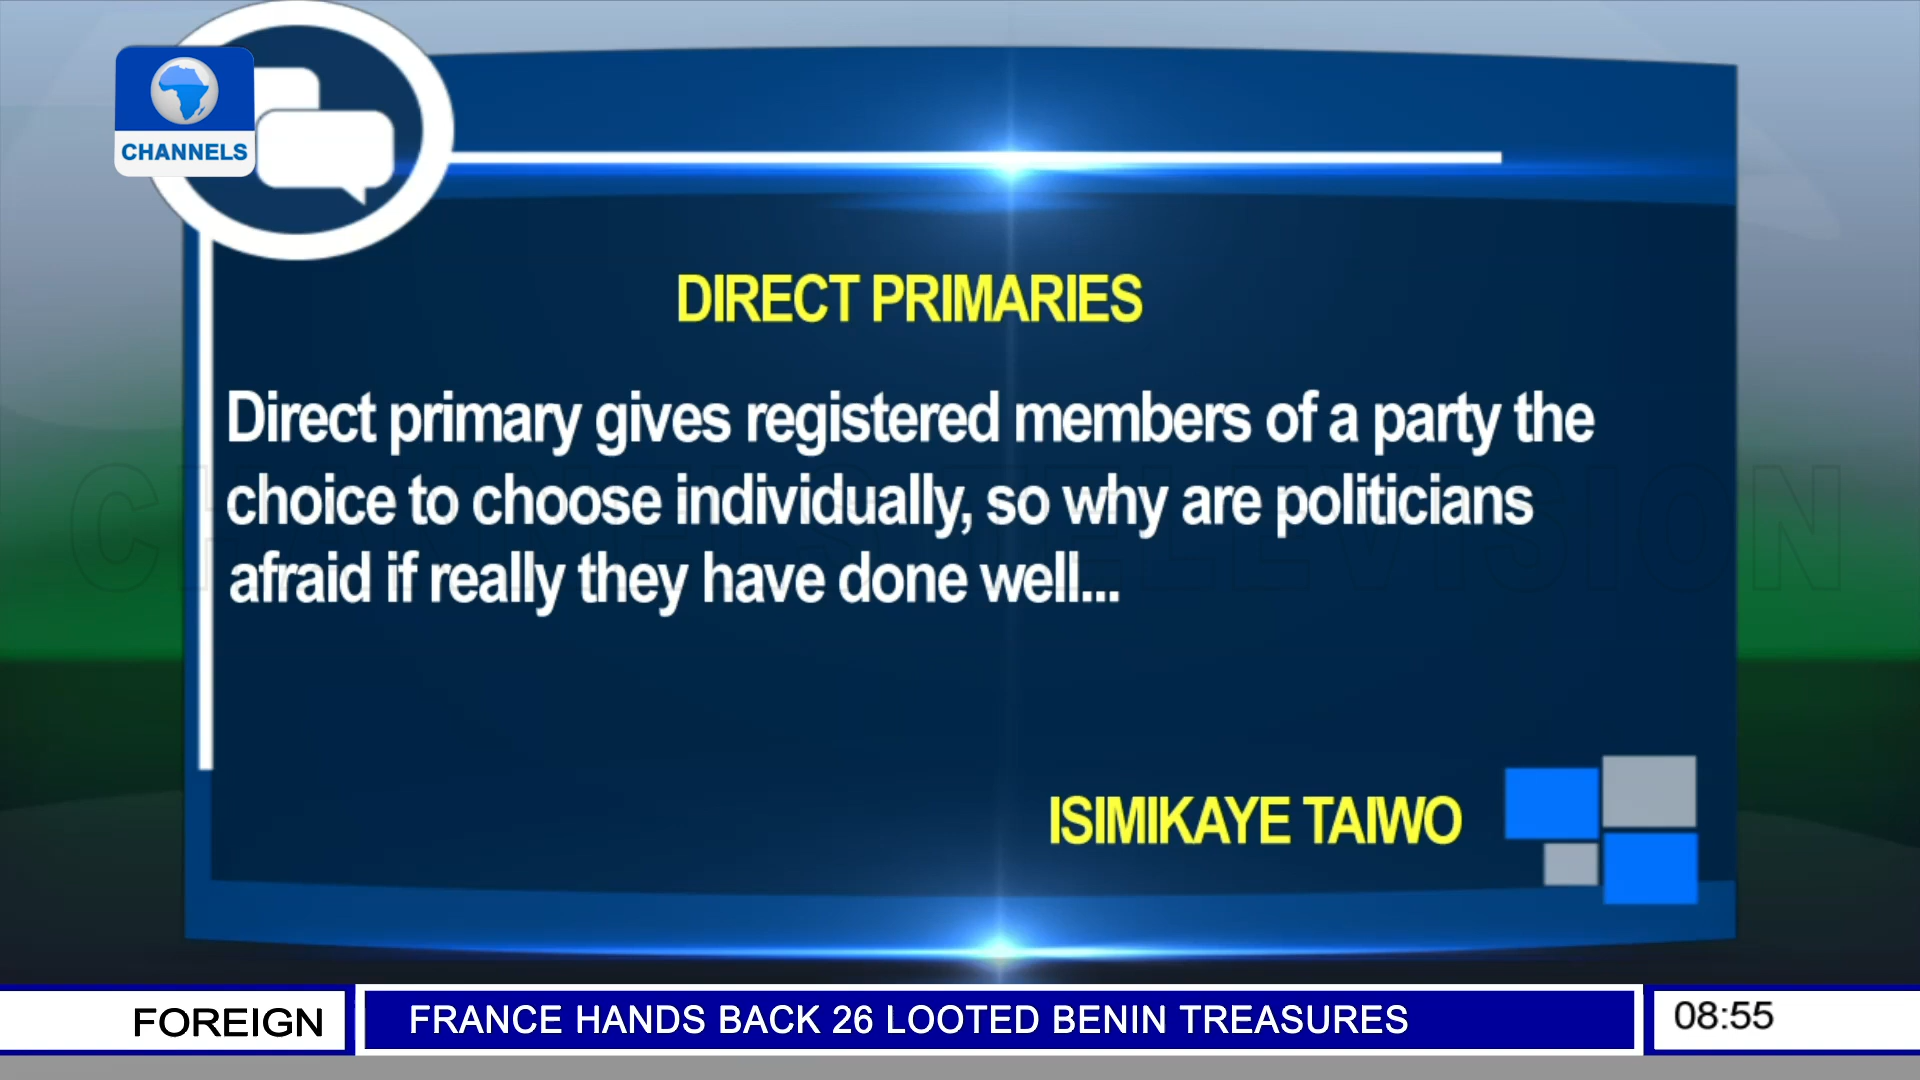 CHANNELS
DIRECT PRIMARIES
Direct primary gives registered members of a party the
choice to choose individually, so why are politicians
afraid if really they have done well...
CHANNELS TELEVISION
ISIMIKAYE TAIWO
FOREIGN
FRANCE HANDS BACK 26 LOOTED BENIN TREASURES
08:55